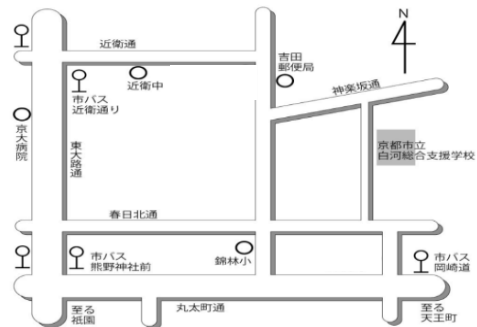 近衛通
N
吉田
郵便局
近衛中
市バス
近衛通り
神楽坂通
京大病院
東大路通
京都市立
白河総合支援学校
春日北通
市バス
熊野神社前
錦林小
市バス
岡崎道
至る
祇園
丸太町通
至る
天王町